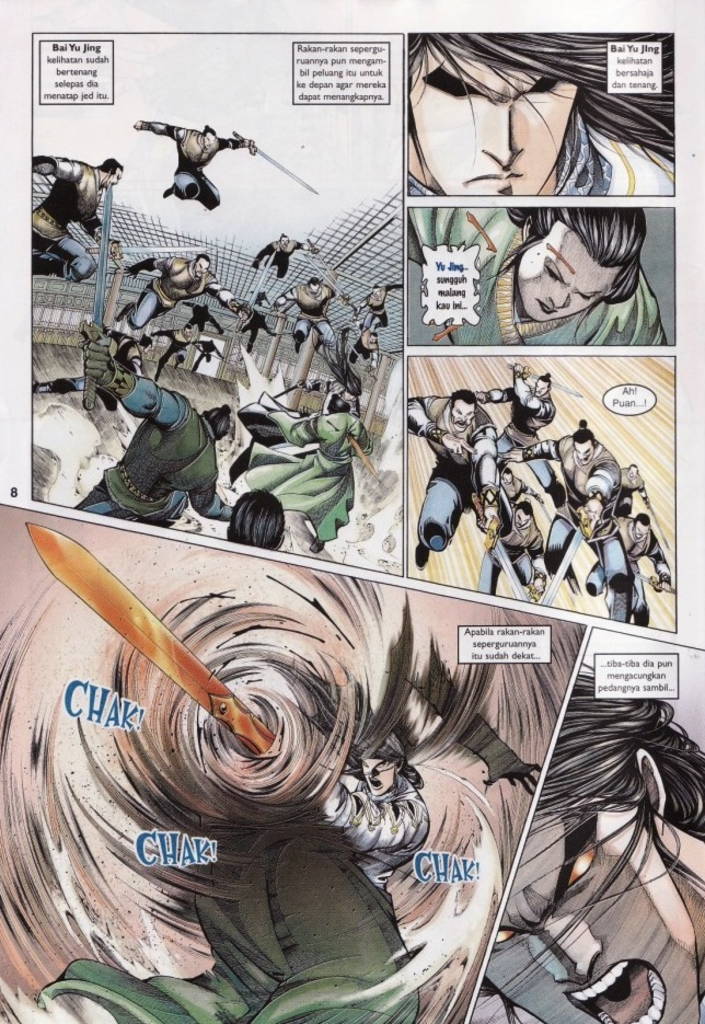 Bai Yu Jing
kelihatan sudah
bertenang
selepas dia
menatap jed itu.
Rakan-rakan sepergu-
ruannya pun mengam-
bil peluang itu untuk
ke depan agar mereka
dapat menangkapnya.
Bai Yu JIng
kelihatan
bersahaja
dan tenang.
Yu Jing...
sungguh
malang
kau ini...
Ah!
Puan...!
8
Apabila rakan-rakan
seperguruannya
itu sudah dekat...
...tiba-tiba dia pun
mengacungkan
pedangnya sambil...
CHAK!
CHAK!
CHAK!